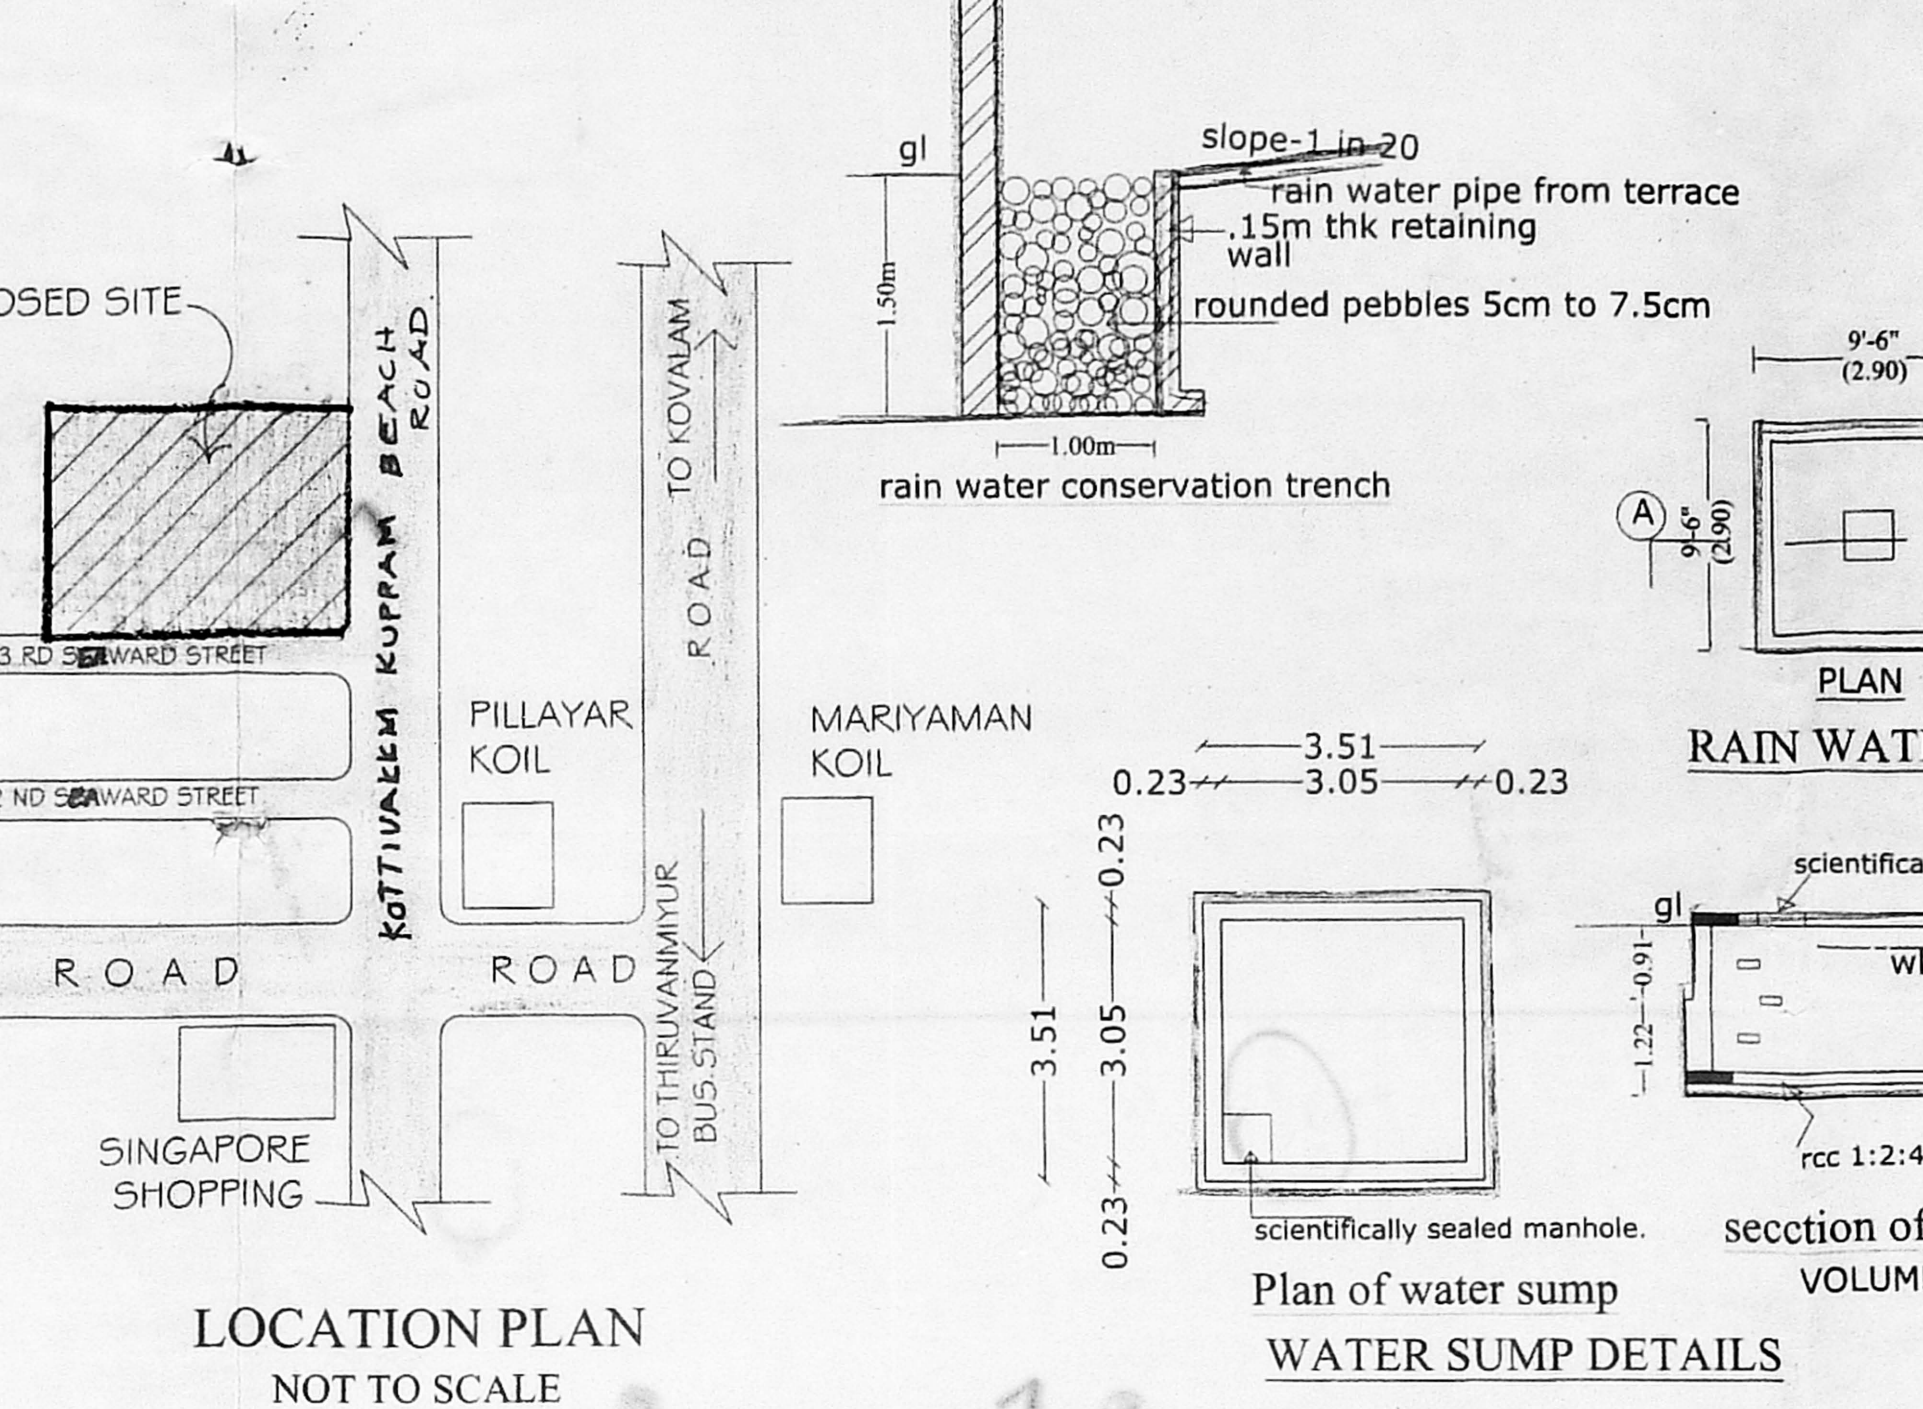 slope-1 in 20
gl
rain water pipe from terrace
.15m thk retaining
wall
1.50m
rounded pebbles 5cm to 7.5cm
1.00m
rain water conservation trench
OSED SITE
KOTTIVAKKM KUPPAM BEACH
ROAD
TO KOVALAM
ROAD
3 RD SEAWARD STREET
2 ND SEAWARD STREET
PILLAYAR
KOIL
MARIYAMAN
KOIL
ROAD
ROAD
TO THIRUVANMIYUR
BUS.STAND
SINGAPORE
SHOPPING
LOCATION PLAN
NOT TO SCALE
9'-6"
(2.90)
A
9'-6"
(2.90)
PLAN
RAIN WATE
3.51
0.23 3.05 0.23
0.23
3.51
3.05
0.23
scientifically sealed manhole.
Plan of water sump
WATER SUMP DETAILS
scientifica
gl
0.91
1.22
rcc 1:2:4
secction of
VOLUM